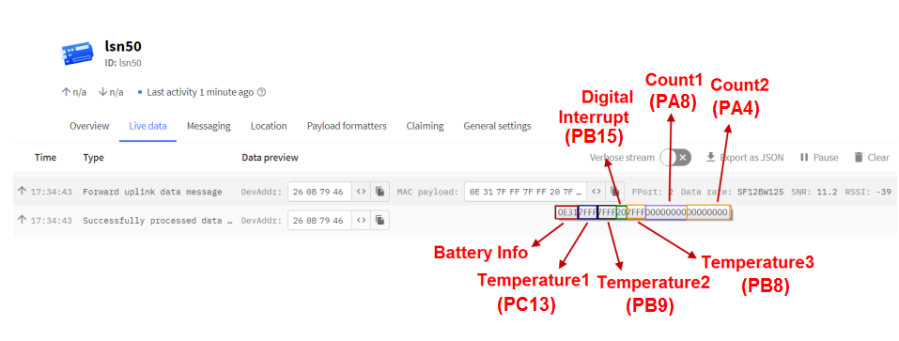 lsn50
ID: lsn50
n/a n/a • Last activity 1 minute ago
Overview Live data Messaging Location Payload formatters Claiming General settings
Time Type Data preview Verbose stream Export as JSON Pause Clear
17:34:43 Forward uplink data message DevAddr: 26 0B 79 46 <> MAC payload: 0E 31 7F FF 7F FF 20 7F … <> FPort: 2 Data rate: SF12BW125 SNR: 11.2 RSSI: -39
17:34:43 Successfully processed data … DevAddr: 26 0B 79 46 <>
0E317FFF7FFF207FFF0000000000000000
Digital
Interrupt
(PB15)
Count1
(PA8)
Count2
(PA4)
Battery Info
Temperature1
(PC13)
Temperature2
(PB9)
Temperature3
(PB8)